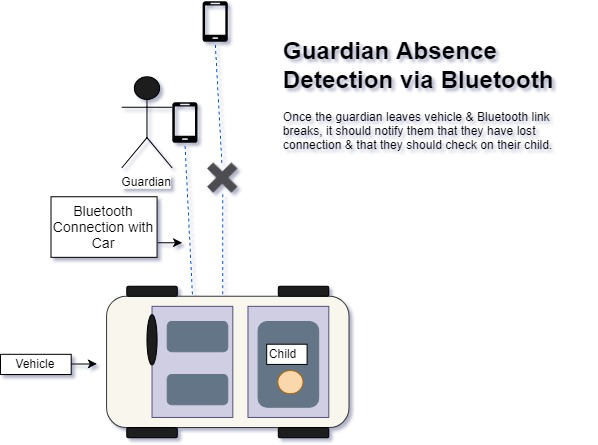 Guardian Absence
Detection via Bluetooth
Once the guardian leaves vehicle & Bluetooth link
breaks, it should notify them that they have lost
connection & that they should check on their child.
Guardian
Bluetooth
Connection with
Car
Vehicle
Child